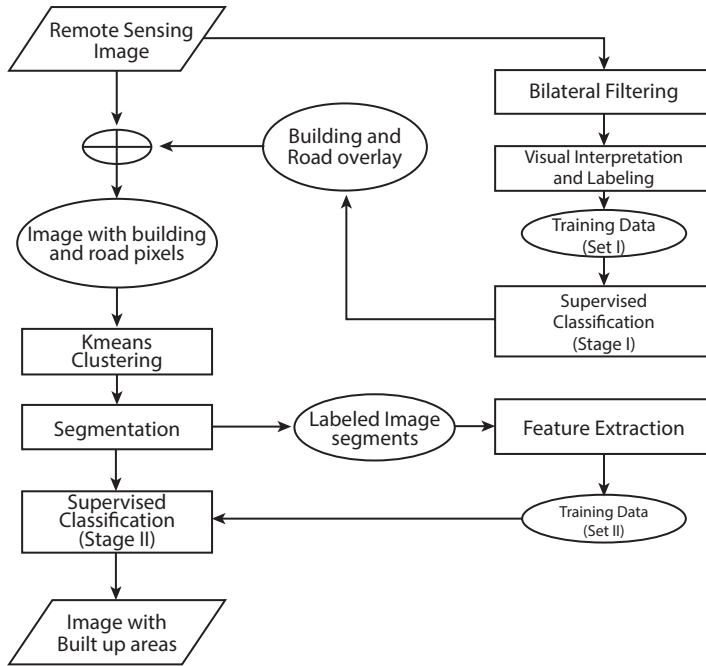 Remote Sensing
Image
Bilateral Filtering
Building and
Road overlay
Visual Interpretation
and Labeling
Training Data
(Set I)
Image with building
and road pixels
Supervised
Classification
(Stage I)
Kmeans
Clustering
Segmentation
Labeled Image
segments
Feature Extraction
Supervised
Classification
(Stage II)
Training Data
(Set II)
Image with
Built up areas